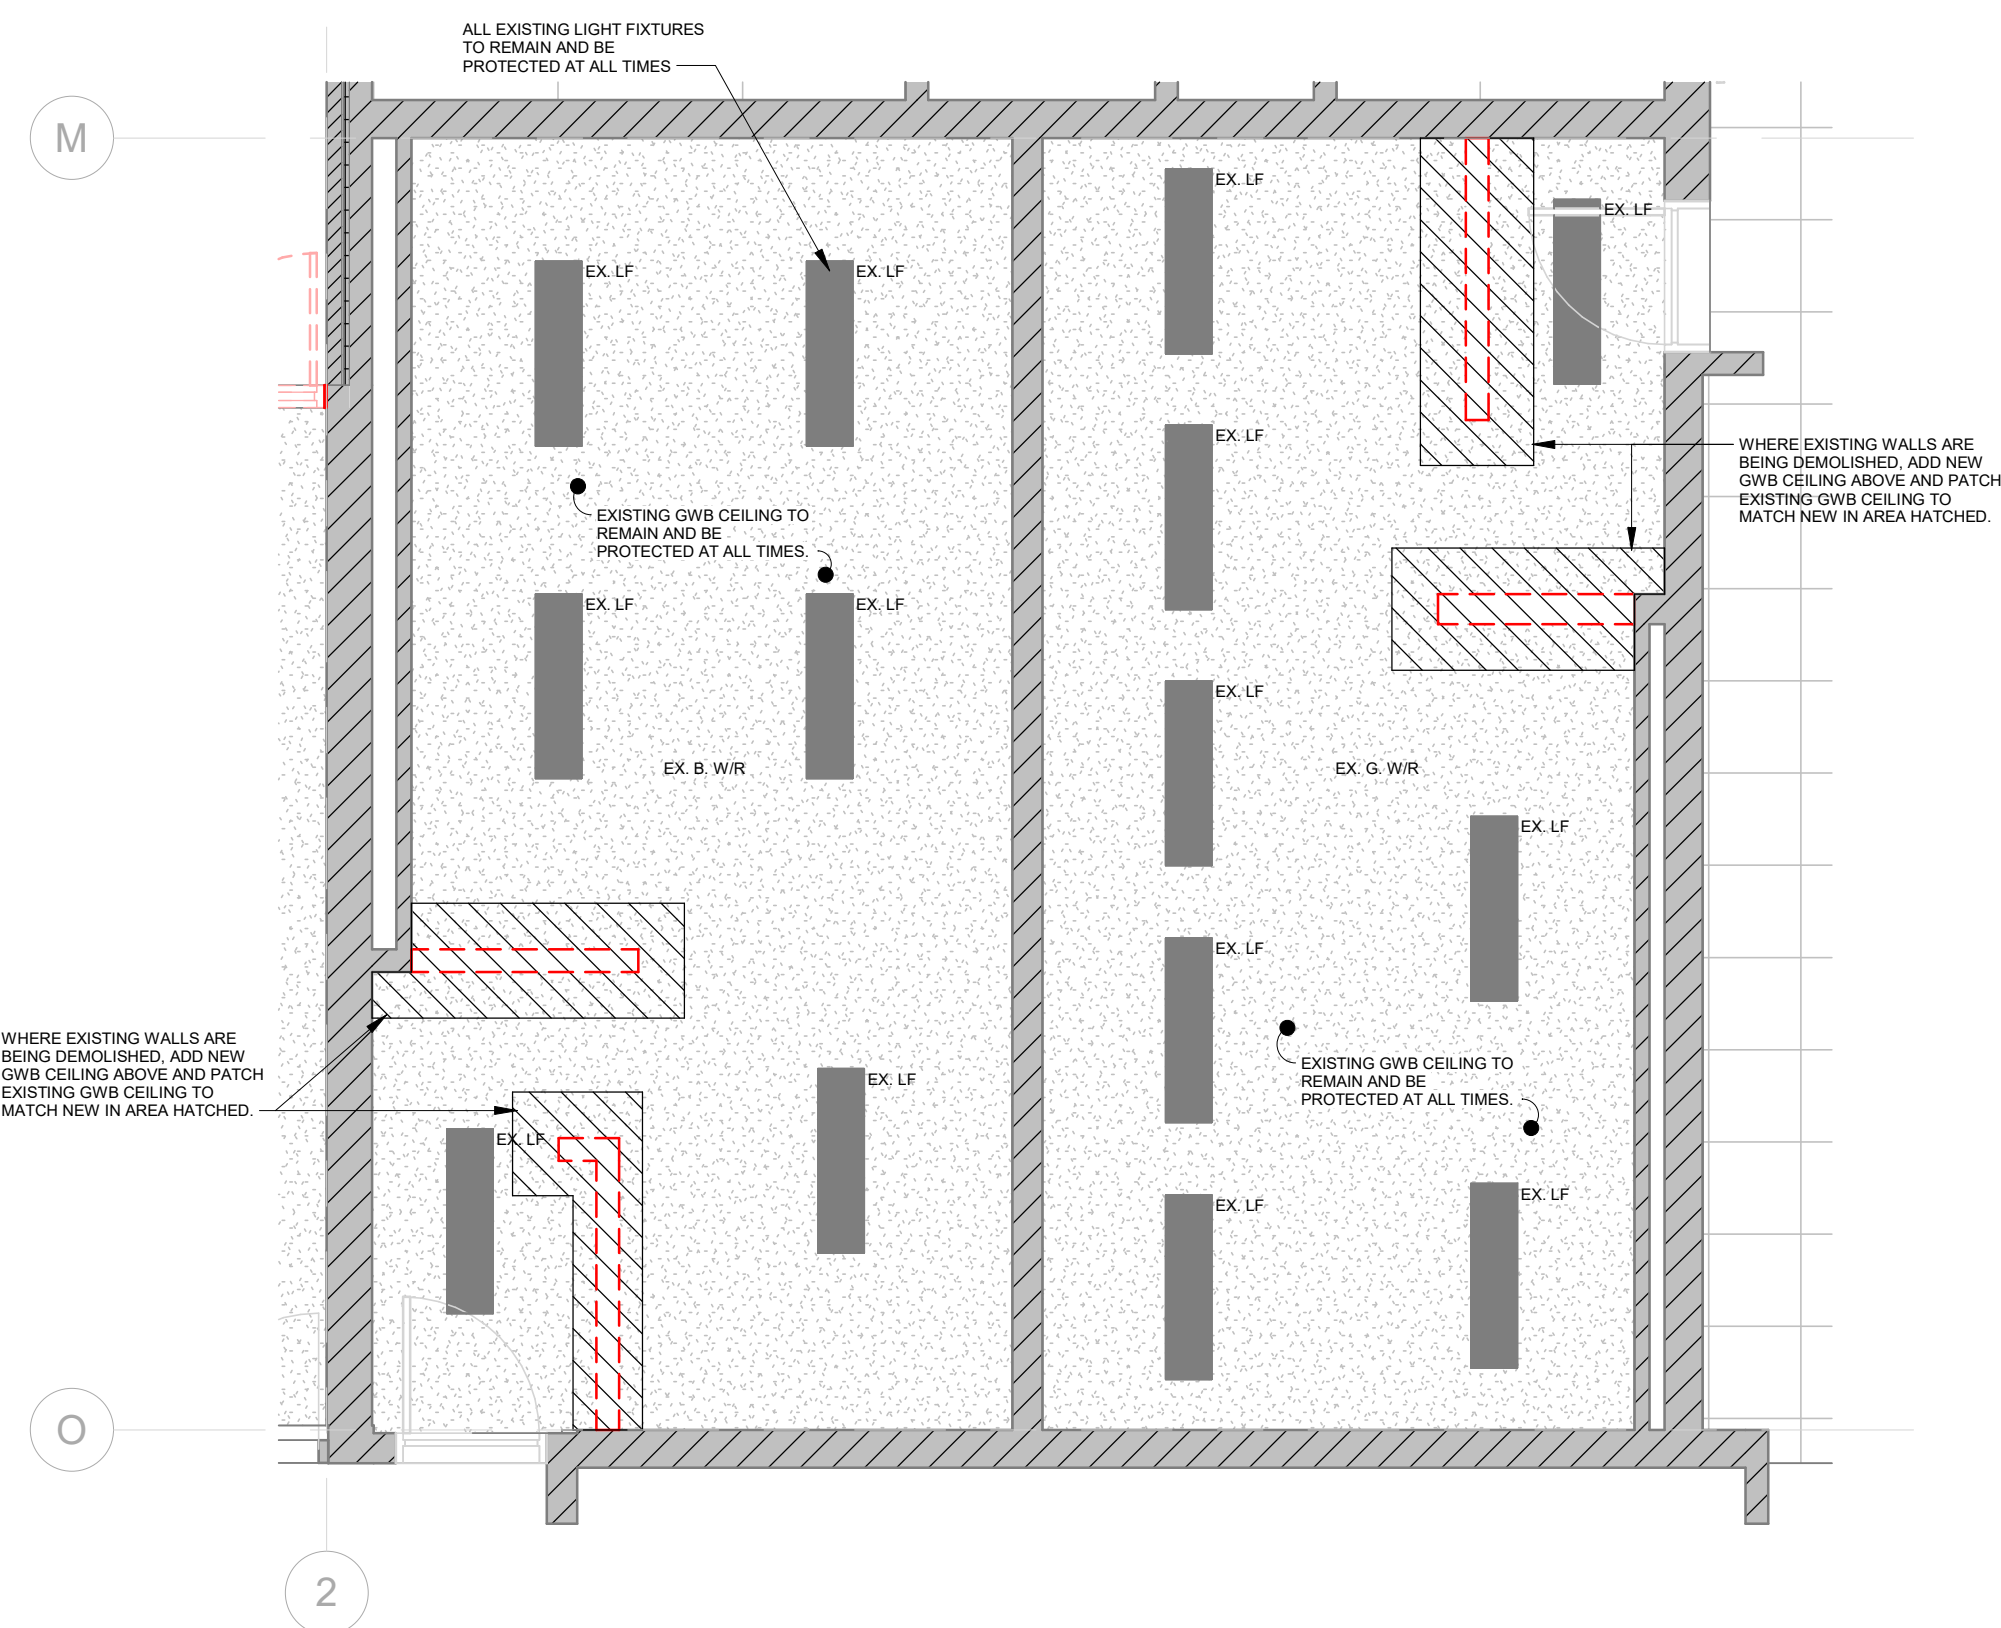 ALL EXISTING LIGHT FIXTURES
TO REMAIN AND BE
PROTECTED AT ALL TIMES
M
EX. LF
EX. LF
EX. LF
EX. LF
EX. LF
WHERE EXISTING WALLS ARE
BEING DEMOLISHED, ADD NEW
GWB CEILING ABOVE AND PATCH
EXISTING GWB CEILING TO
MATCH NEW IN AREA HATCHED.
EXISTING GWB CEILING TO
REMAIN AND BE
PROTECTED AT ALL TIMES.
EX. LF
EX. LF
EX. LF
EX. B. W/R
EX. G. W/R
EX. LF
EX. LF
WHERE EXISTING WALLS ARE
BEING DEMOLISHED, ADD NEW
GWB CEILING ABOVE AND PATCH
EXISTING GWB CEILING TO
MATCH NEW IN AREA HATCHED.
EXISTING GWB CEILING TO
REMAIN AND BE
PROTECTED AT ALL TIMES.
EX. LF
EX. LF
EX. LF
EX. LF
O
2